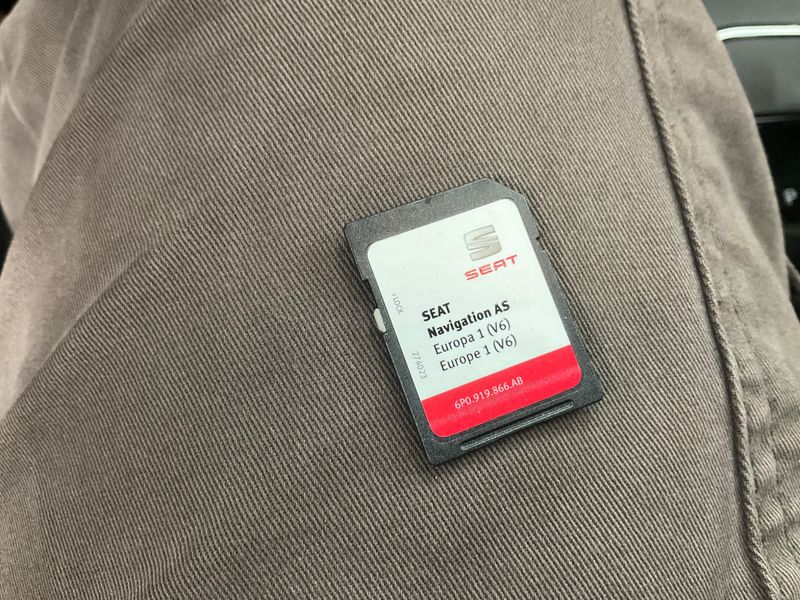 SEAT
SEAT
Navigation AS
Europa 1 (V6)
Europe 1 (V6)
LOCK
274023
6P0.919.866.AB
P